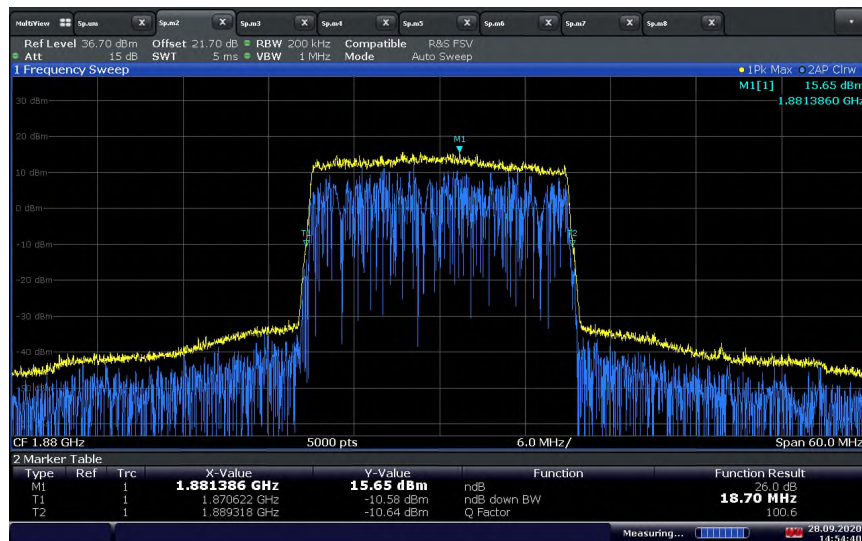 MultiView Sp.em X Sp.m2 X Sp.m3 X Sp.m4 X Sp.m5 X Sp.m6 X Sp.m7 X Sp.m8 X
Ref Level 36.70 dBm Offset 21.70 dB RBW 200 kHz Compatible R&S FSV
Att 15 dB SWT 5 ms VBW 1 MHz Mode Auto Sweep
1 Frequency Sweep 1Pk Max 2AP Clrw
M1[1] 15.65 dBm
1.8813860 GHz
30 dBm
20 dBm
M1
10 dBm
0 dBm
T1 T2
-10 dBm
-20 dBm
-30 dBm
-40 dBm
CF 1.88 GHz 5000 pts 6.0 MHz/ Span 60.0 MHz
2 Marker Table
Type Ref Trc X-Value Y-Value Function Function Result
M1 1 1.881386 GHz 15.65 dBm ndB 26.0 dB
T1 1 1.870622 GHz -10.58 dBm ndB down BW 18.70 MHz
T2 1 1.889318 GHz -10.64 dBm Q Factor 100.6
Measuring... 28.09.2020
14:54:40